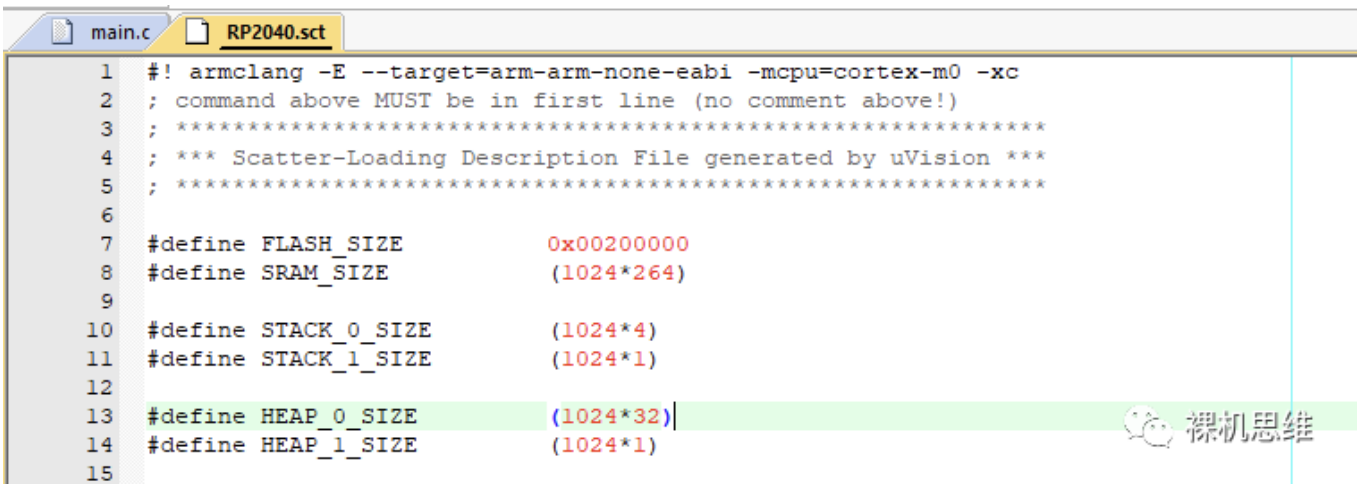 main.c RP2040.sct
1 #! armclang -E --target=arm-arm-none-eabi -mcpu=cortex-m0 -xc
2 ; command above MUST be in first line (no comment above!)
3 ; *************************************************************
4 ; *** Scatter-Loading Description File generated by uVision ***
5 ; *************************************************************
6
7 #define FLASH_SIZE 0x00200000
8 #define SRAM_SIZE (1024*264)
9
10 #define STACK_0_SIZE (1024*4)
11 #define STACK_1_SIZE (1024*1)
12
13 #define HEAP_0_SIZE (1024*32)
14 #define HEAP_1_SIZE (1024*1)
15
裸机思维